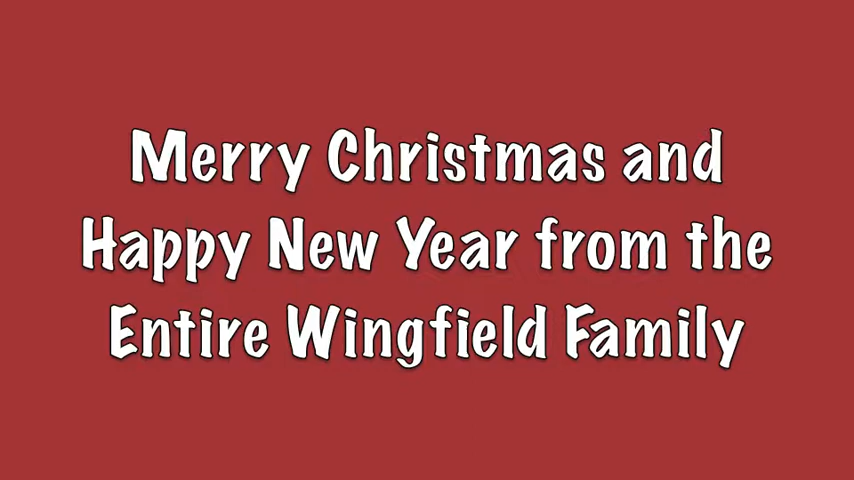 Merry Christmas and
Happy New Year from the
Entire Wingfield Family